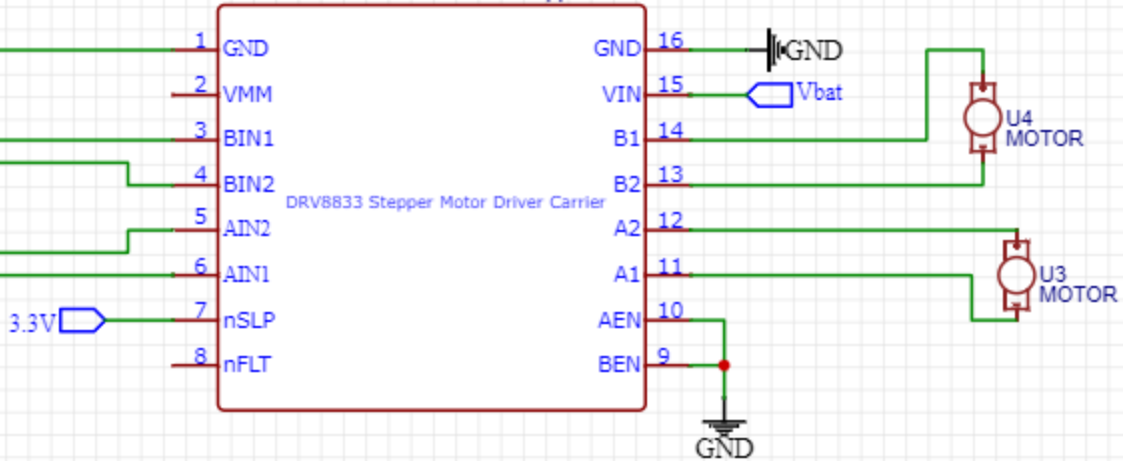 1 GND
2 VMM
3 BIN1
4 BIN2
5 AIN2
6 AIN1
3.3V 7 nSLP
8 nFLT
DRV8833 Stepper Motor Driver Carrier
GND 16 GND
VIN 15 Vbat
B1 14
B2 13
A2 12
A1 11
AEN 10
BEN 9
GND
U4
MOTOR
U3
MOTOR